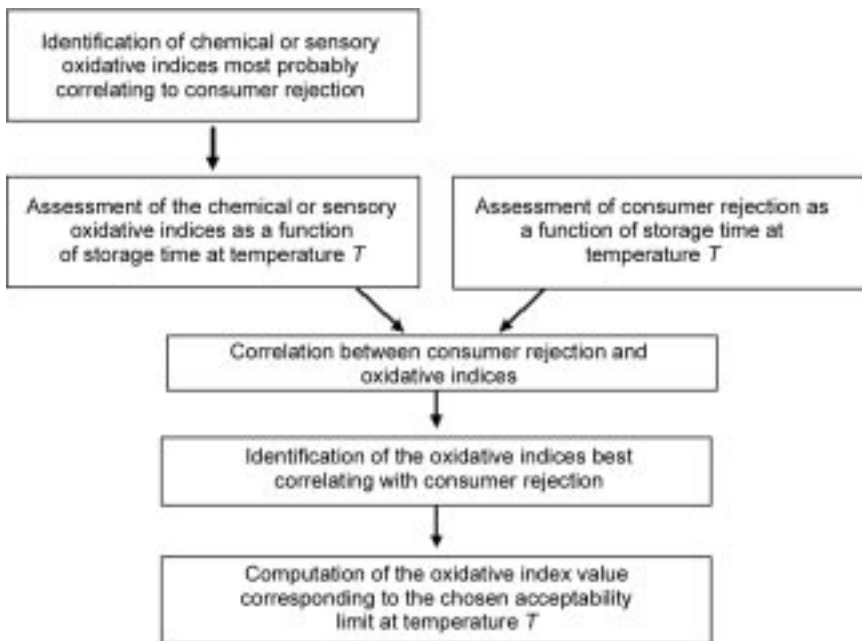 Identification of chemical or sensory
oxidative indices most probably
correlating to consumer rejection
Assessment of the chemical or sensory
oxidative indices as a function
of storage time at temperature T
Assessment of consumer rejection as
a function of storage time at
temperature T
Correlation between consumer rejection and
oxidative indices
Identification of the oxidative indices best
correlating with consumer rejection
Computation of the oxidative index value
corresponding to the chosen acceptability
limit at temperature T